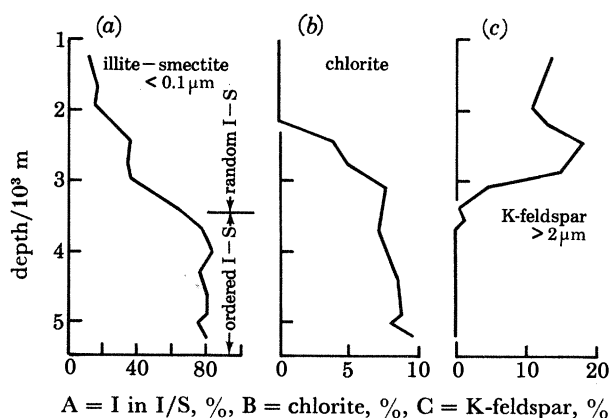 (a)
(b)
(c)
illite–smectite
< 0.1 μm
chlorite
K-feldspar
> 2 μm
random I–S
ordered I–S
depth/10³ m
1
2
3
4
5
0
40
80
0
5
10
0
10
20
A = I in I/S, %, B = chlorite, %, C = K-feldspar, %